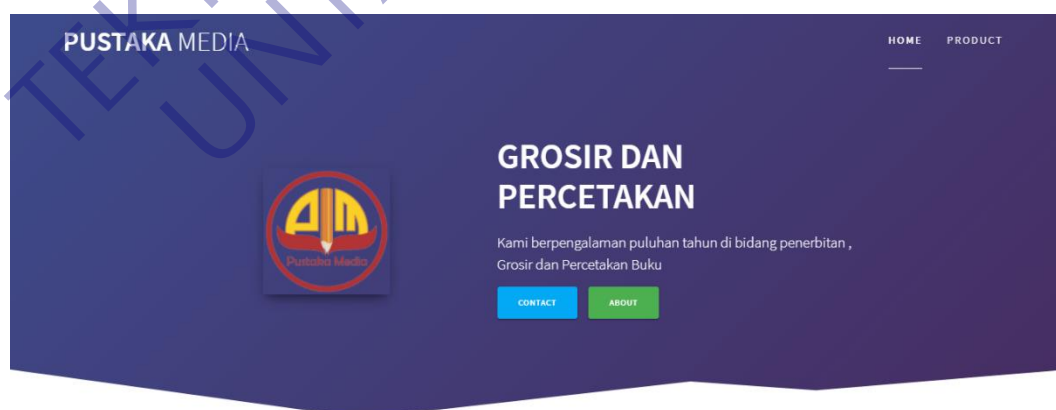 PUSTAKA MEDIA
HOME PRODUCT
GROSIR DAN
PERCETAKAN
Kami berpengalaman puluhan tahun di bidang penerbitan ,
Grosir dan Percetakan Buku
CONTACT ABOUT
Pustaka Media